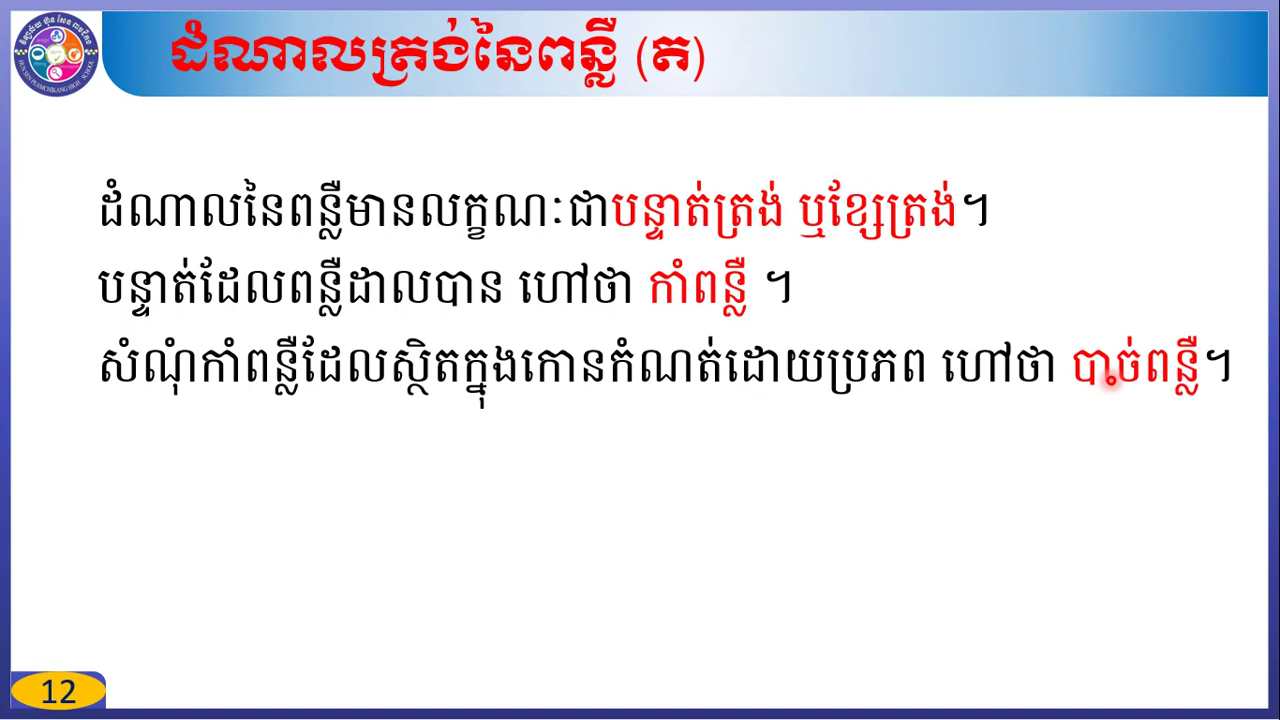 ដំណាលត្រង់នៃពន្លឺ (ត)
ដំណាលនៃពន្លឺមានលក្ខណៈជាបន្ទាត់ត្រង់ ឬខ្សែត្រង់។
បន្ទាត់ដែលពន្លឺដាលបាន ហៅថា កាំពន្លឺ ។
សំណុំកាំពន្លឺដែលស្ថិតក្នុងកោនកំណត់ដោយប្រភព ហៅថា បាច់ពន្លឺ។
12